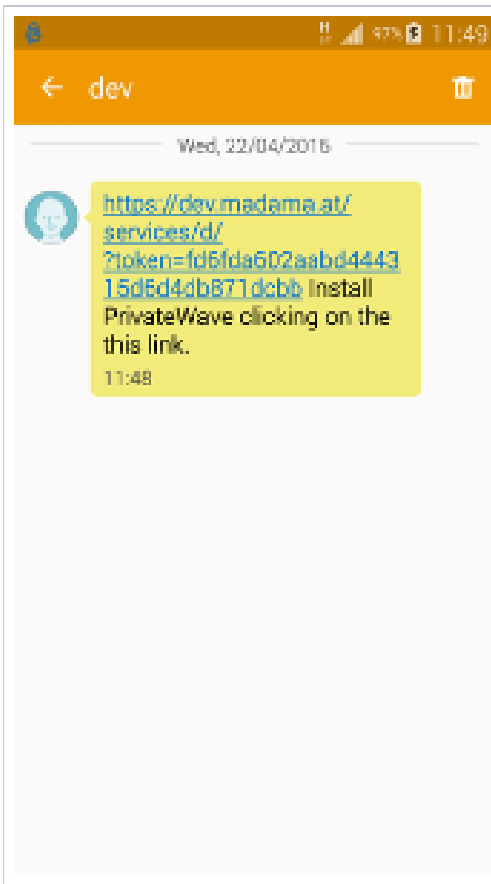 H 97% 11:49
dev
Wed, 22/04/2015
https://dev.madama.at/
services/d/
?token=fd6fda602aabd4443
15d6d4db871dcbb Install
PrivateWave clicking on the
this link.
11:48